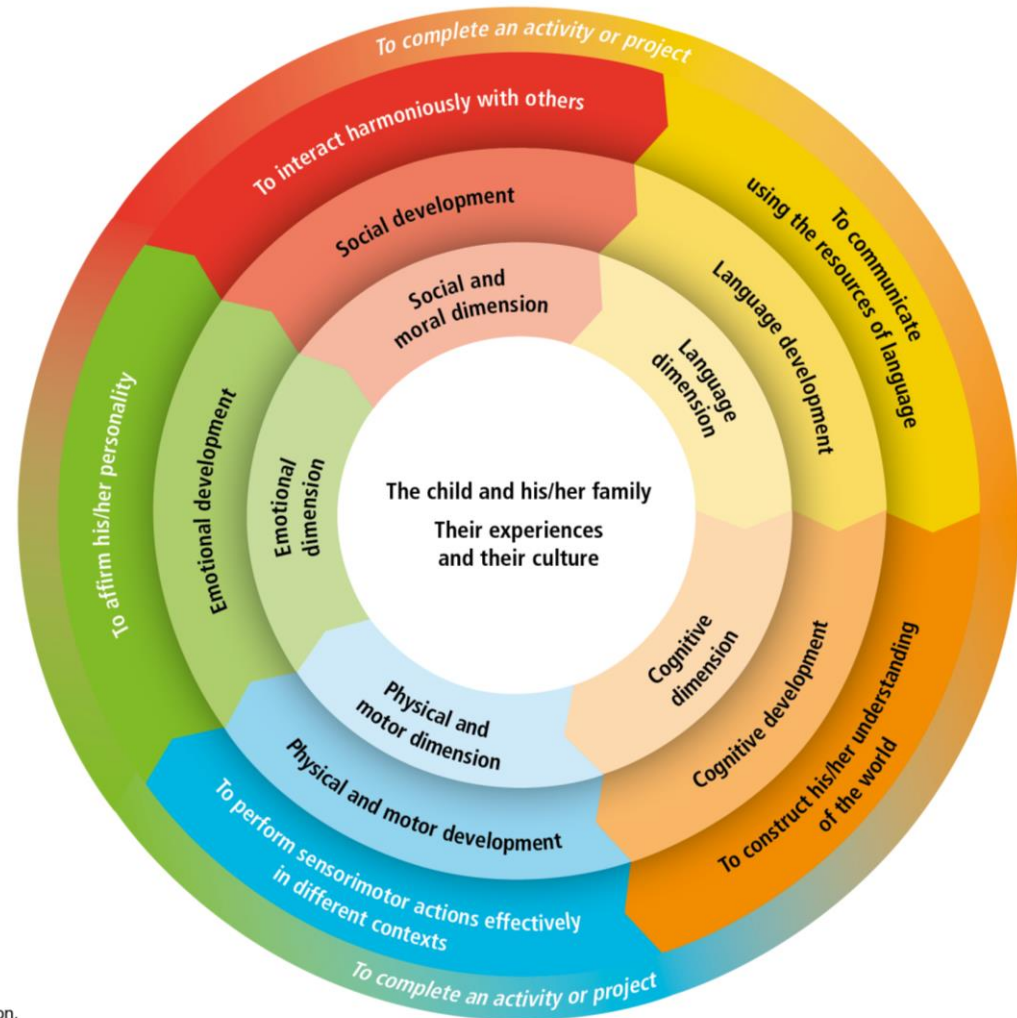 To complete an activity or project
To interact harmoniously with others
Social development
Social and
moral dimension
To communicate
using the resources of language
Language development
Language
dimension
The child and his/her family
Their experiences
and their culture
To affirm his/her personality
Emotional development
Emotional
dimension
Cognitive
dimension
Cognitive development
To construct his/her understanding
of the world
Physical and
motor dimension
Physical and motor development
To perform sensorimotor actions effectively
in different contexts
To complete an activity or project
on.